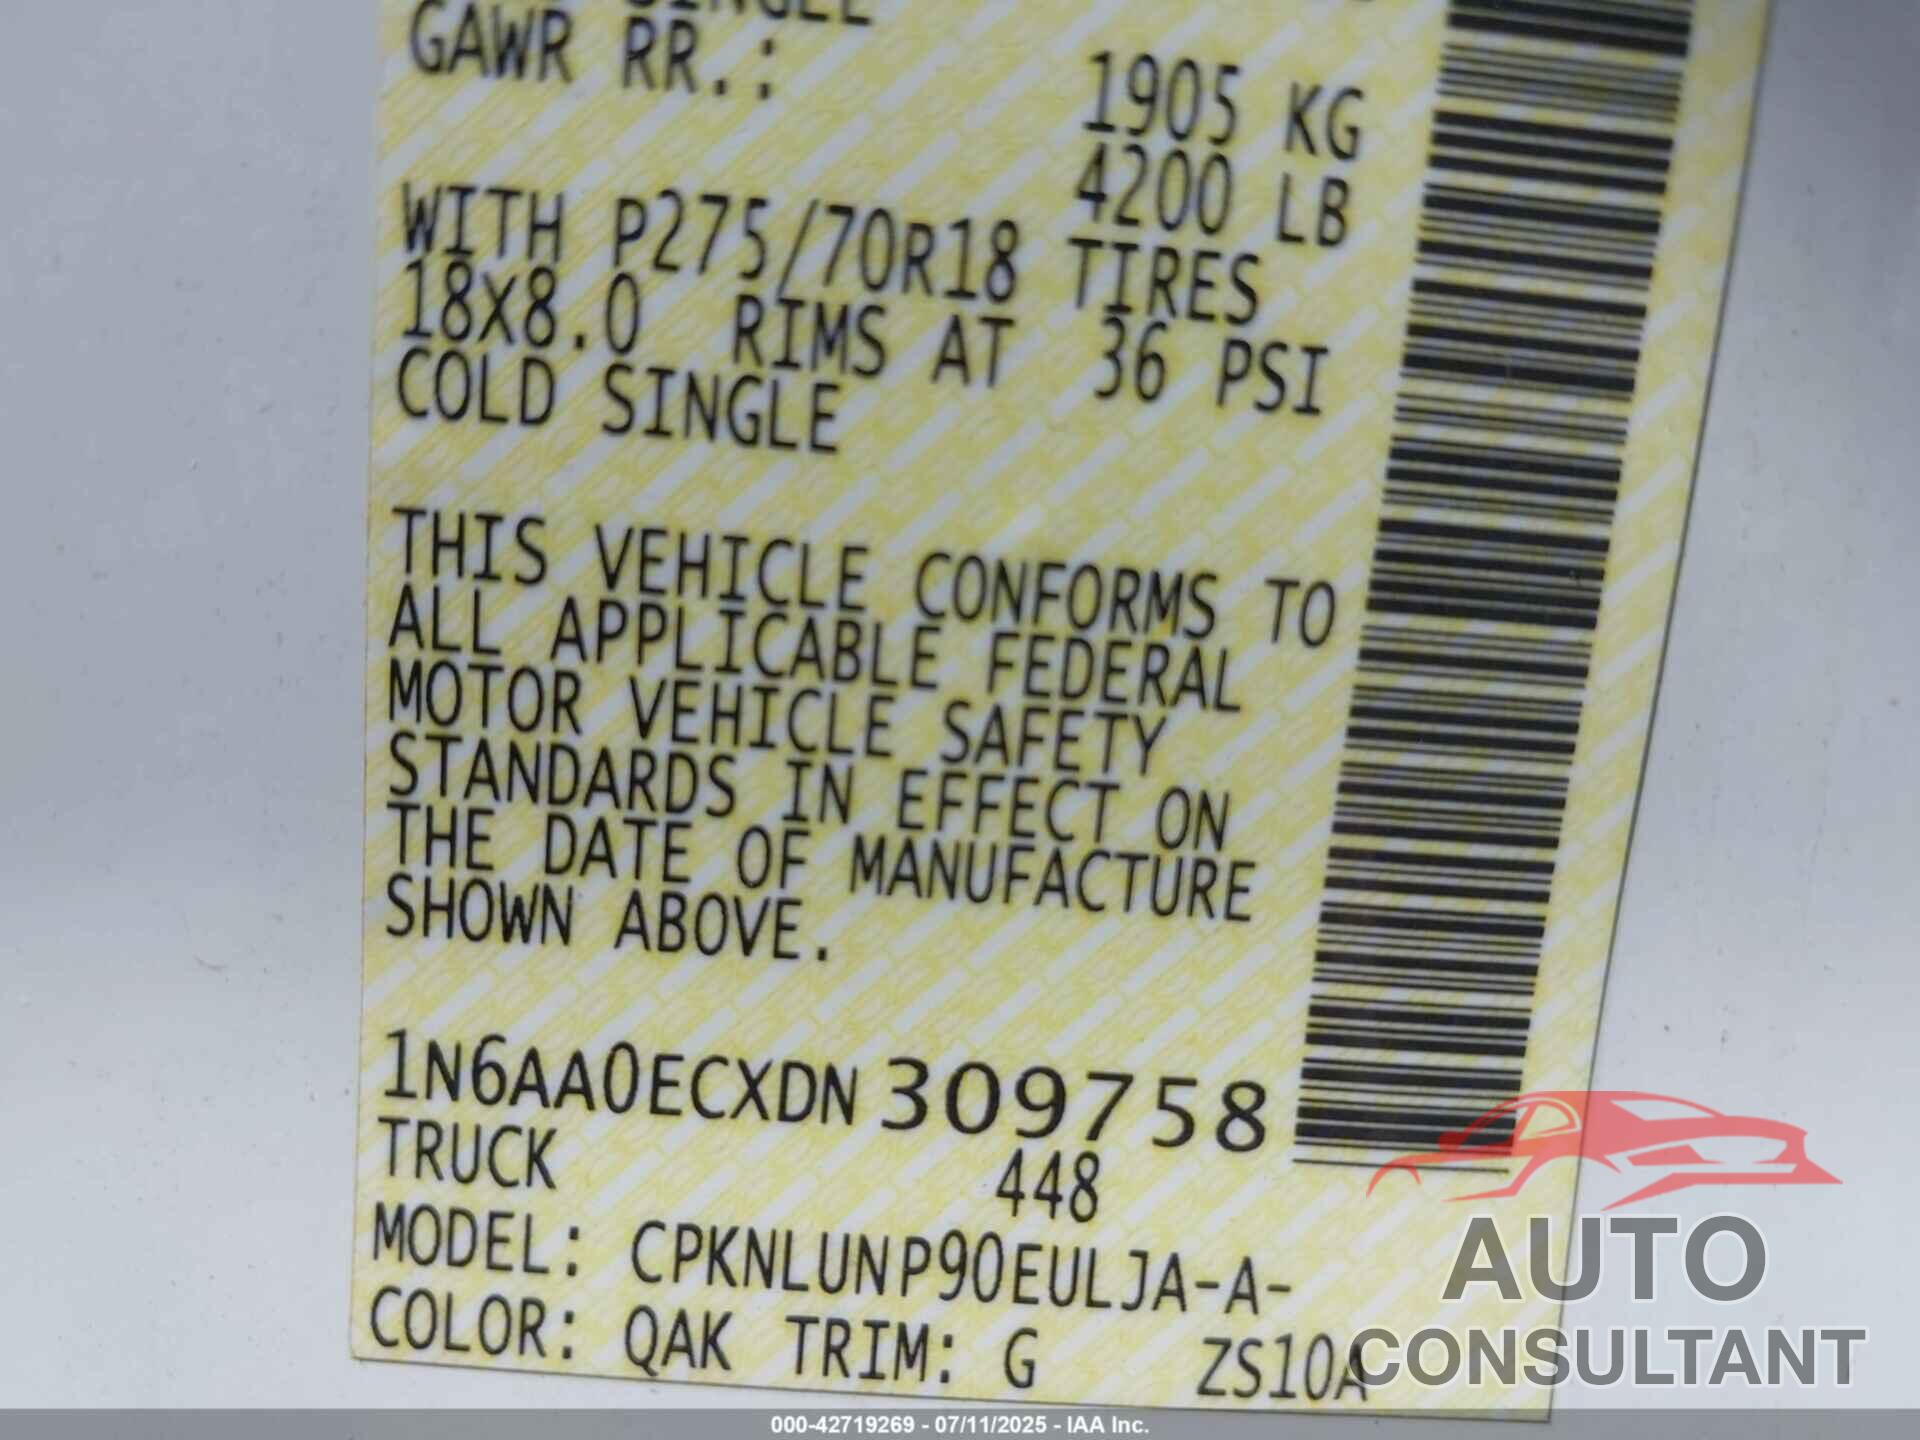 SINGLE
GAWR RR.:
1905 KG
4200 LB
WITH P275/70R18 TIRES
18X8.0 RIMS AT 36 PSI
COLD SINGLE
THIS VEHICLE CONFORMS TO
ALL APPLICABLE FEDERAL
MOTOR VEHICLE SAFETY
STANDARDS IN EFFECT ON
THE DATE OF MANUFACTURE
SHOWN ABOVE.
1N6AA0ECXDN309758
TRUCK 448
MODEL: CPKNLUNP90EULJA-A-
COLOR: QAK TRIM: G ZS10A
AUTO
CONSULTANT
000-42719269 - 07/11/2025 - IAA Inc.